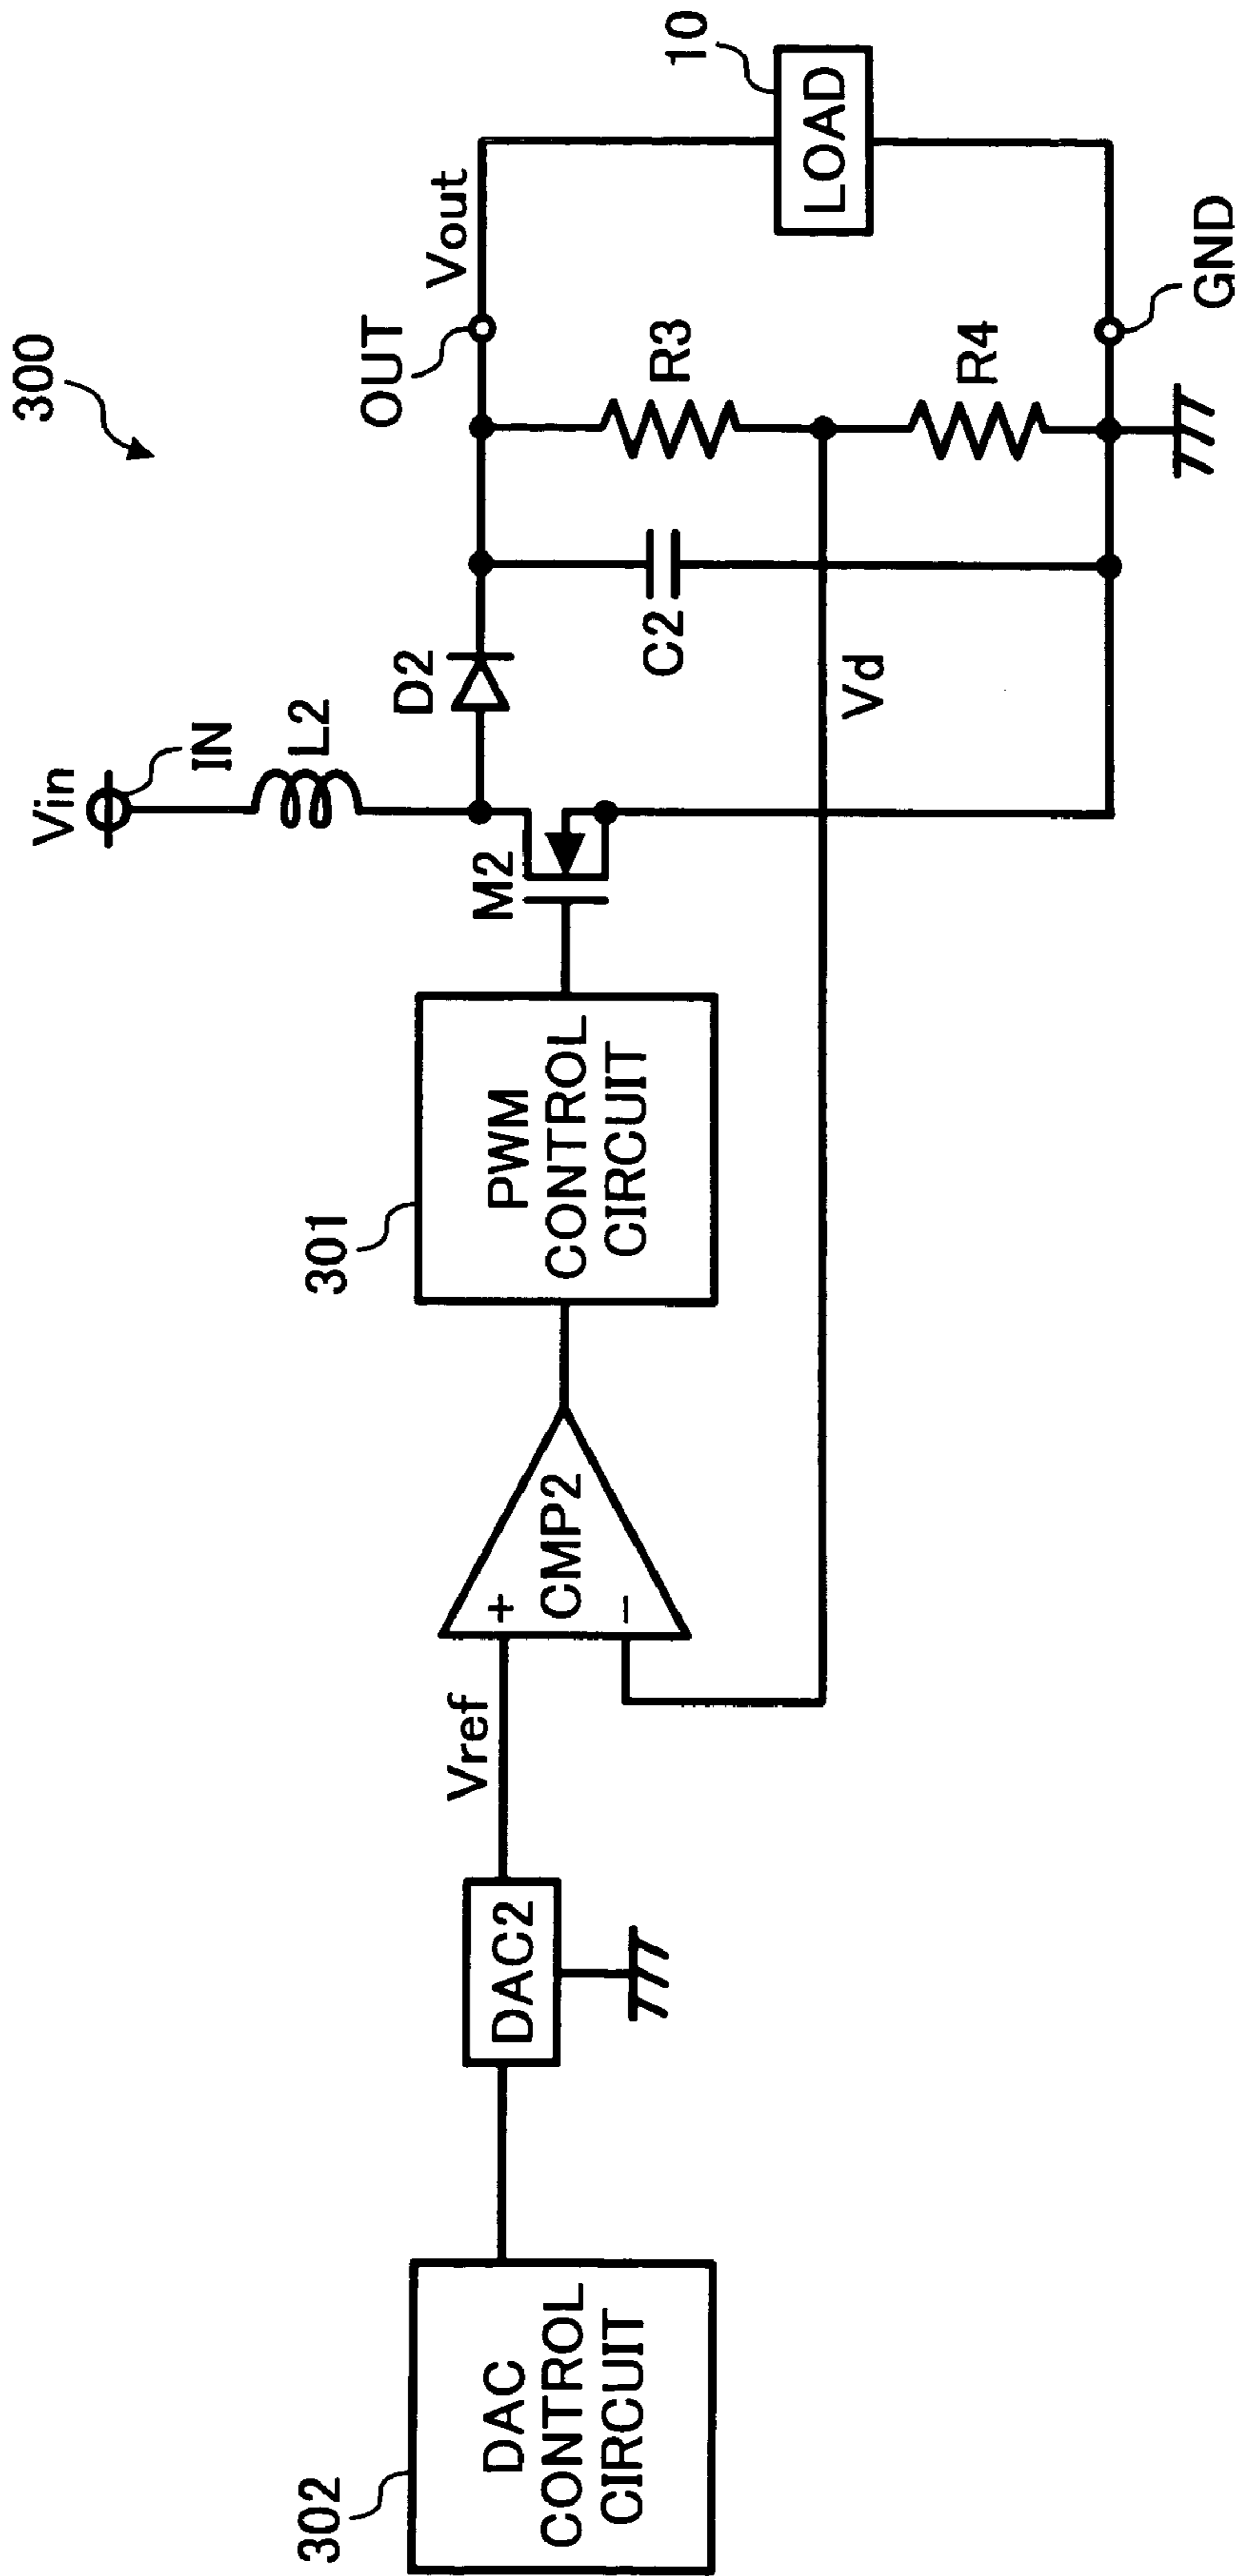 300
Vin
IN
L2
D2
OUT
Vout
10
LOAD
M2
C2
R3
R4
GND
Vd
301
PWM
CONTROL
CIRCUIT
CMP2
+
−
Vref
DAC2
302
DAC
CONTROL
CIRCUIT